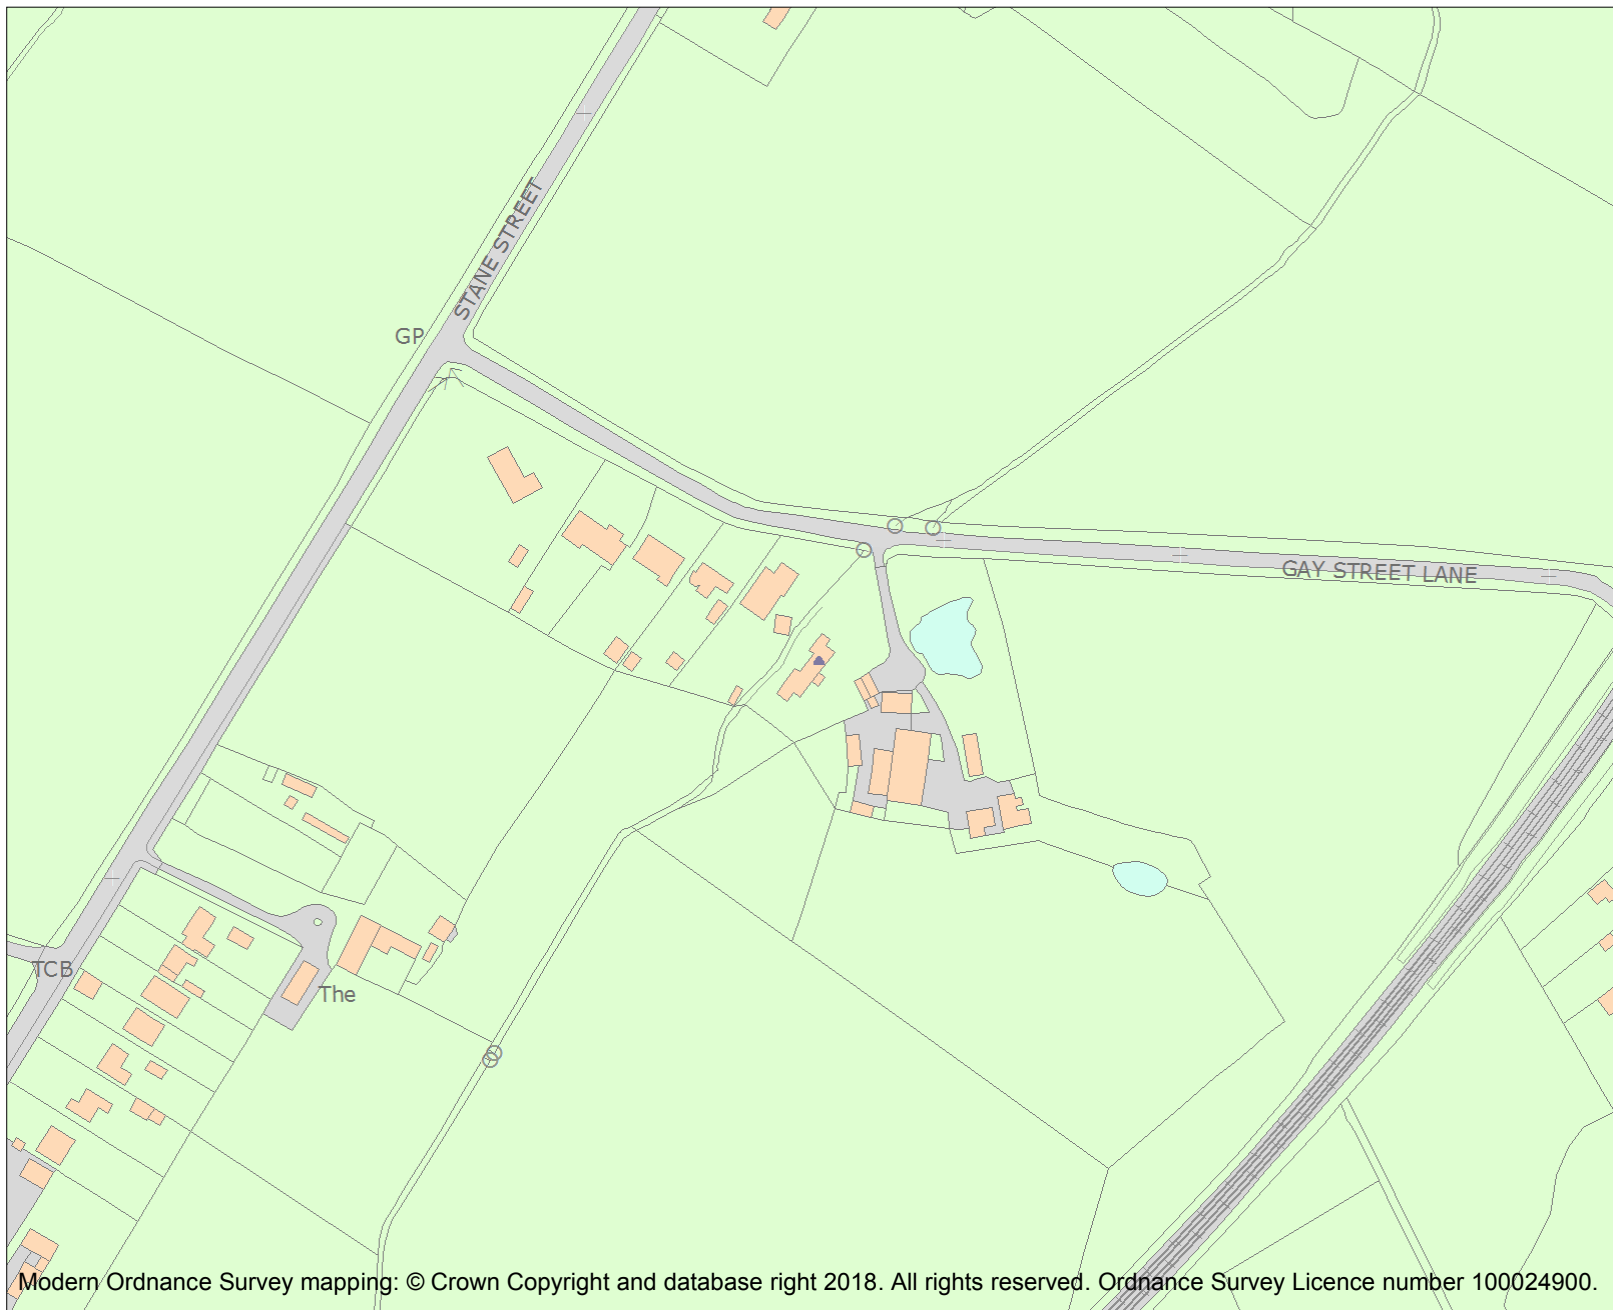 STANE STREET
GP
GAY STREET LANE
TCB
The
Modern Ordnance Survey mapping: © Crown Copyright and database right 2018. All rights reserved. Ordnance Survey Licence number 100024900.